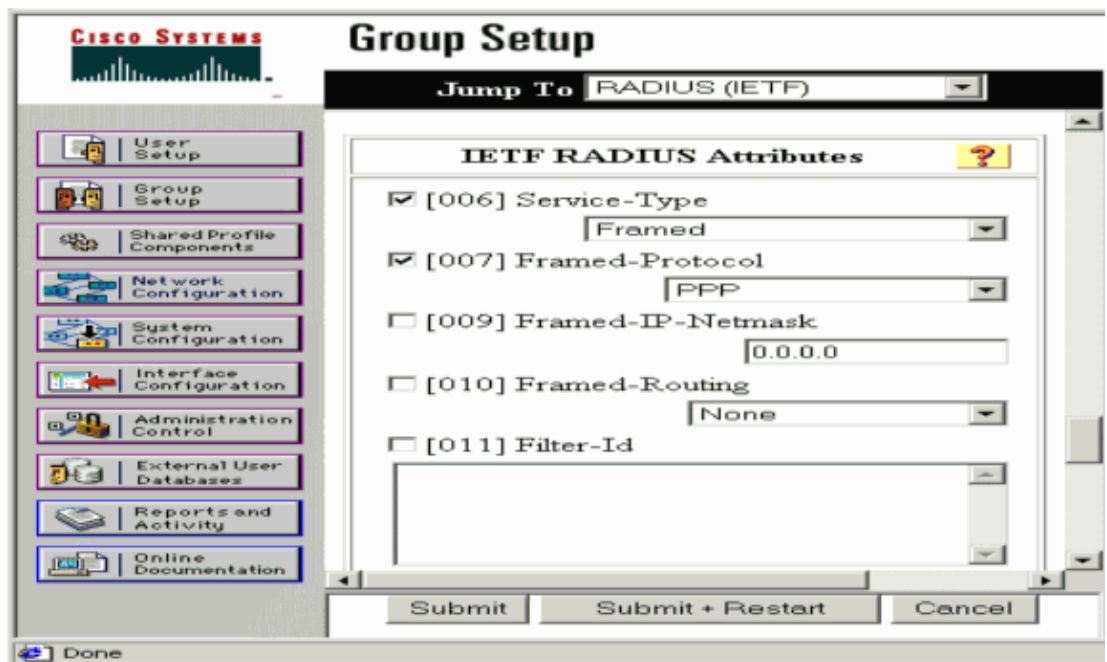 CISCO SYSTEMS
Group Setup
Jump To RADIUS (IETF)
User
Setup
Group
Setup
Shared Profile
Components
Network
Configuration
System
Configuration
Interface
Configuration
Administration
Control
External User
Databases
Reports and
Activity
Online
Documentation
IETF RADIUS Attributes ?
[006] Service-Type
Framed
[007] Framed-Protocol
PPP
[009] Framed-IP-Netmask
0.0.0.0
[010] Framed-Routing
None
[011] Filter-Id
Submit Submit + Restart Cancel
Done